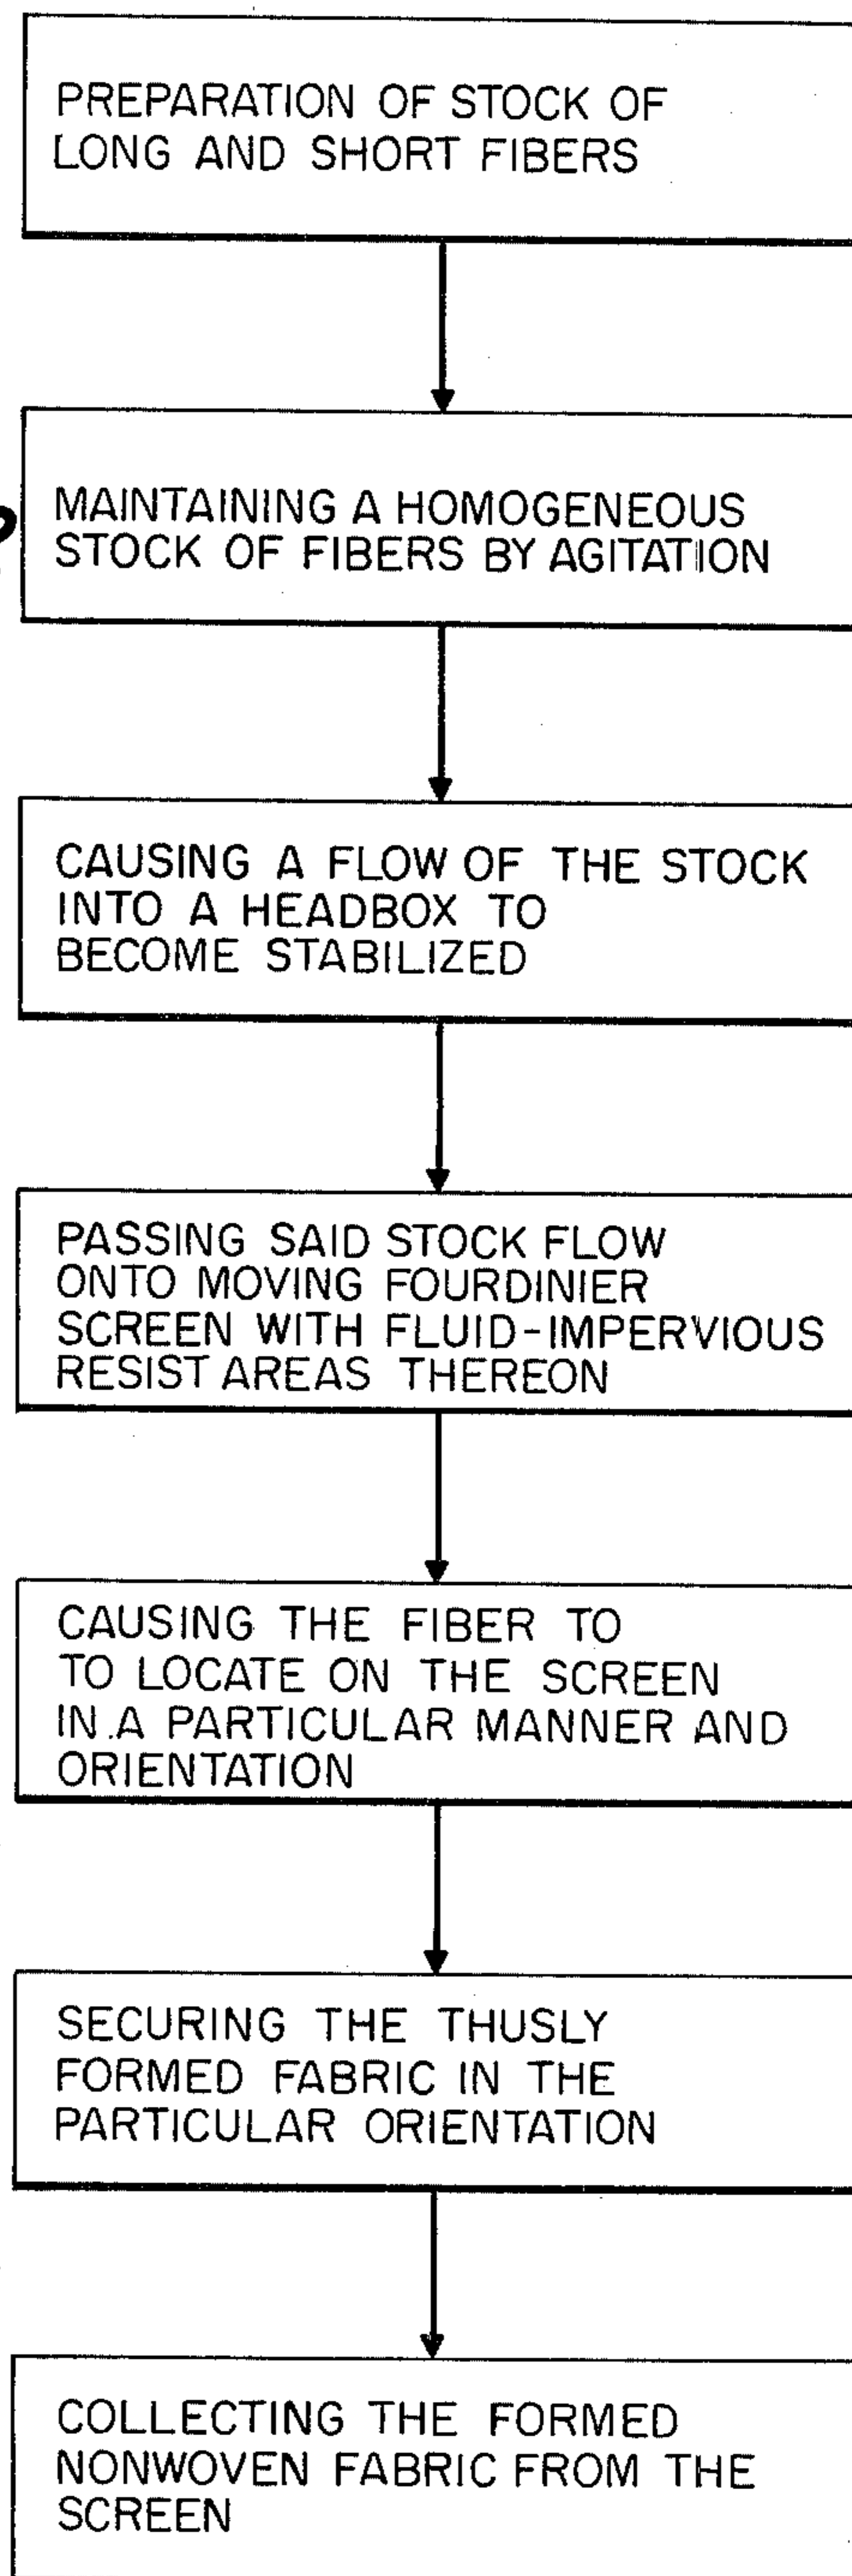 PREPARATION OF STOCK OF
LONG AND SHORT FIBERS
MAINTAINING A HOMOGENEOUS
STOCK OF FIBERS BY AGITATION
CAUSING A FLOW OF THE STOCK
INTO A HEADBOX TO
BECOME STABILIZED
PASSING SAID STOCK FLOW
ONTO MOVING FOURDINIER
SCREEN WITH FLUID-IMPERVIOUS
RESIST AREAS THEREON
CAUSING THE FIBER TO
TO LOCATE ON THE SCREEN
IN A PARTICULAR MANNER AND
ORIENTATION
SECURING THE THUSLY
FORMED FABRIC IN THE
PARTICULAR ORIENTATION
COLLECTING THE FORMED
NONWOVEN FABRIC FROM THE
SCREEN